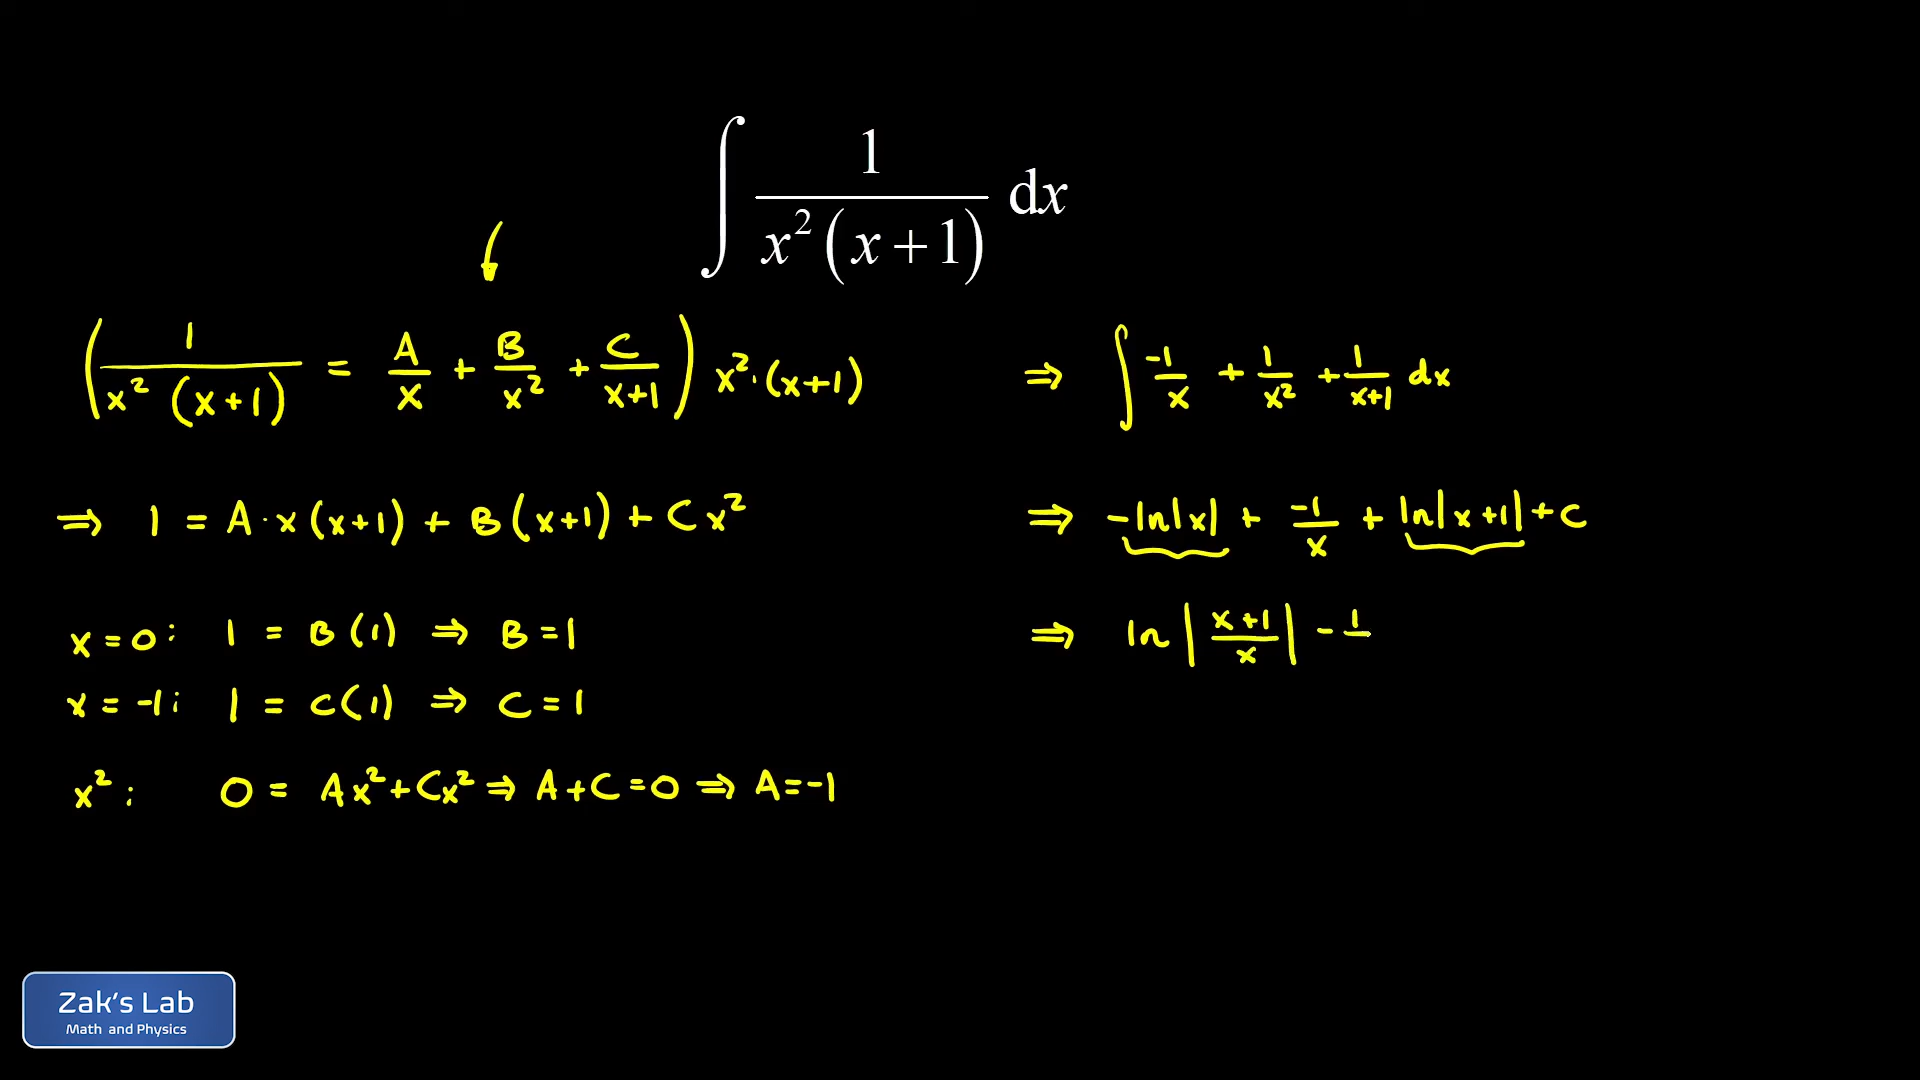 ∫ 1/(x²(x+1)) dx
( 1/(x² (x+1)) = A/x + B/x² + C/(x+1) ) x²·(x+1)
⇒ 1 = A·x(x+1) + B(x+1) + Cx²
x = 0: 1 = B(1) ⇒ B = 1
x = -1: 1 = C(1) ⇒ C = 1
x²: 0 = Ax² + Cx² ⇒ A + C = 0 ⇒ A = -1
⇒ ∫ -1/x + 1/x² + 1/(x+1) dx
⇒ -ln|x| + -1/x + ln|x+1| + C
⇒ ln|(x+1)/x| - 1/
Zak's Lab
Math and Physics